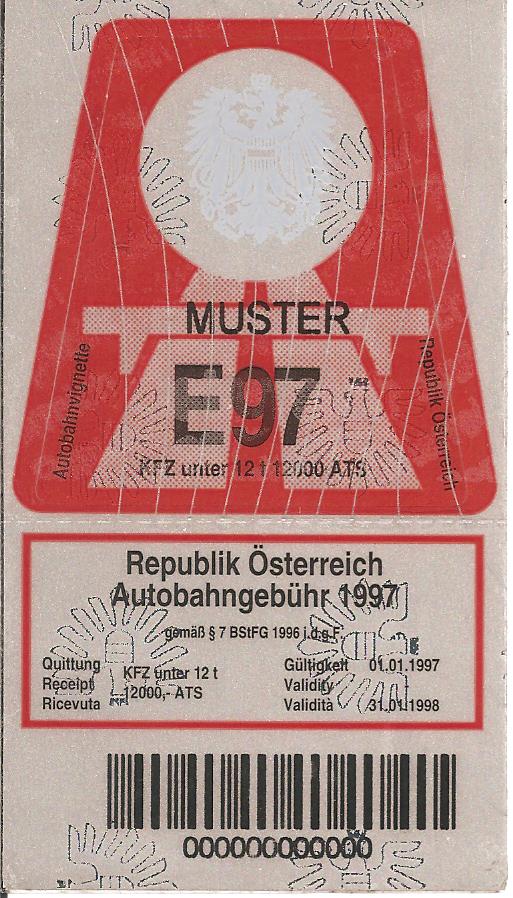 MUSTER
E97
KFZ unter 12 t 12000 ATS
Autobahnvignette
Republik Österreich
Republik Österreich
Autobahngebühr 1997
gemäß § 7 BStFG 1996 i.d.g.F.
Quittung KFZ unter 12 t Gültigkeit 01.01.1997
Receipt 12000,- ATS Validity
Ricevuta Validità 31.01.1998
000000000000